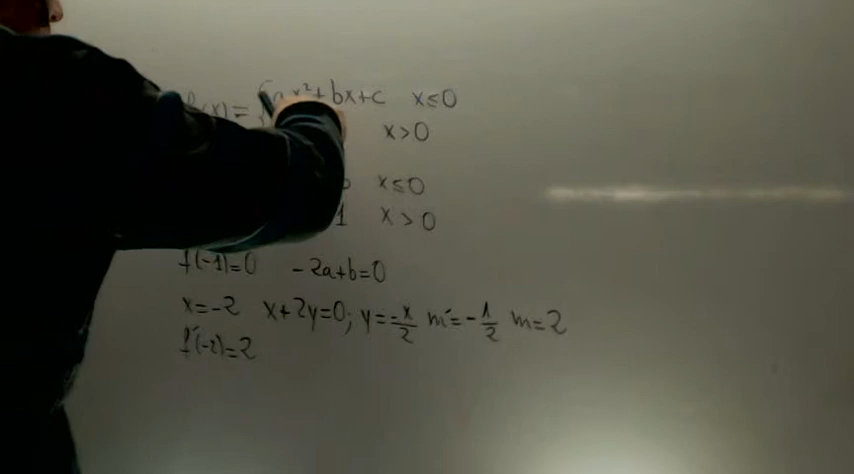 f(x) = { ax²+bx+c x≤0
x>0
x≤0
1 x>0
f(-1)=0 -2a+b=0
x=-2 x+2y=0; y=-x/2 m'=-1/2 m=2
f'(-2)=2